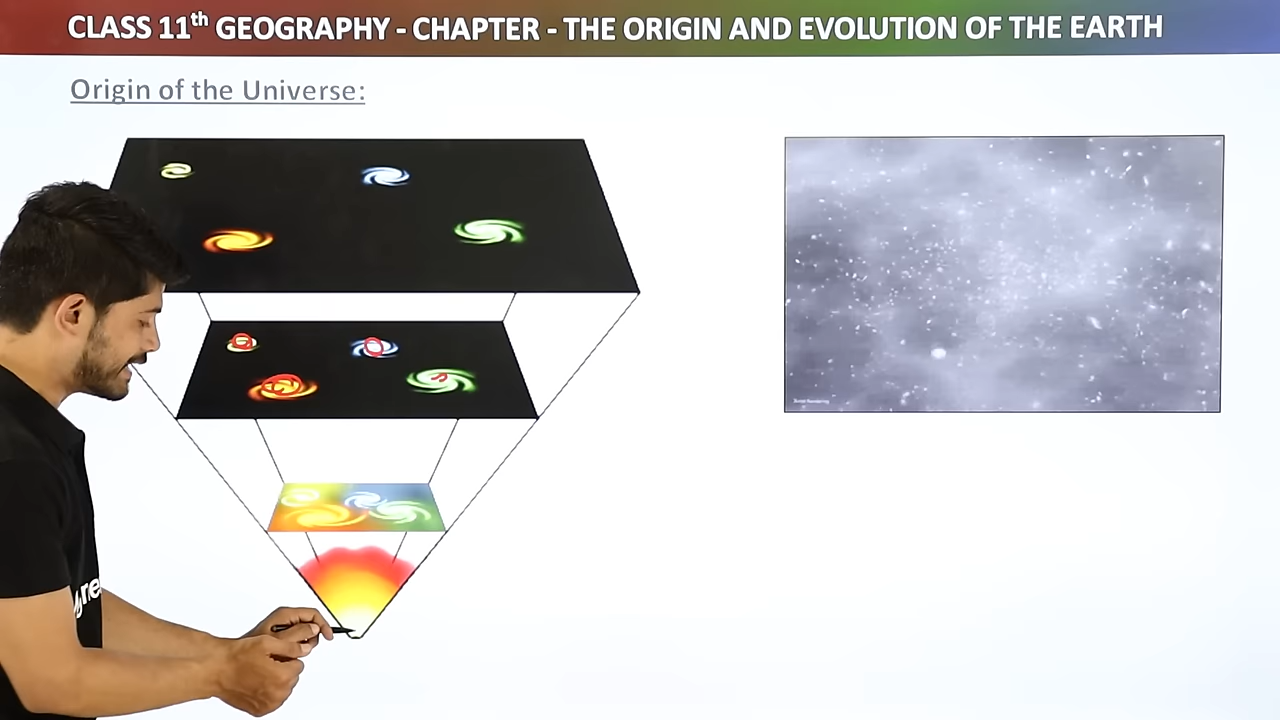 CLASS 11th GEOGRAPHY - CHAPTER - THE ORIGIN AND EVOLUTION OF THE EARTH
Origin of the Universe: